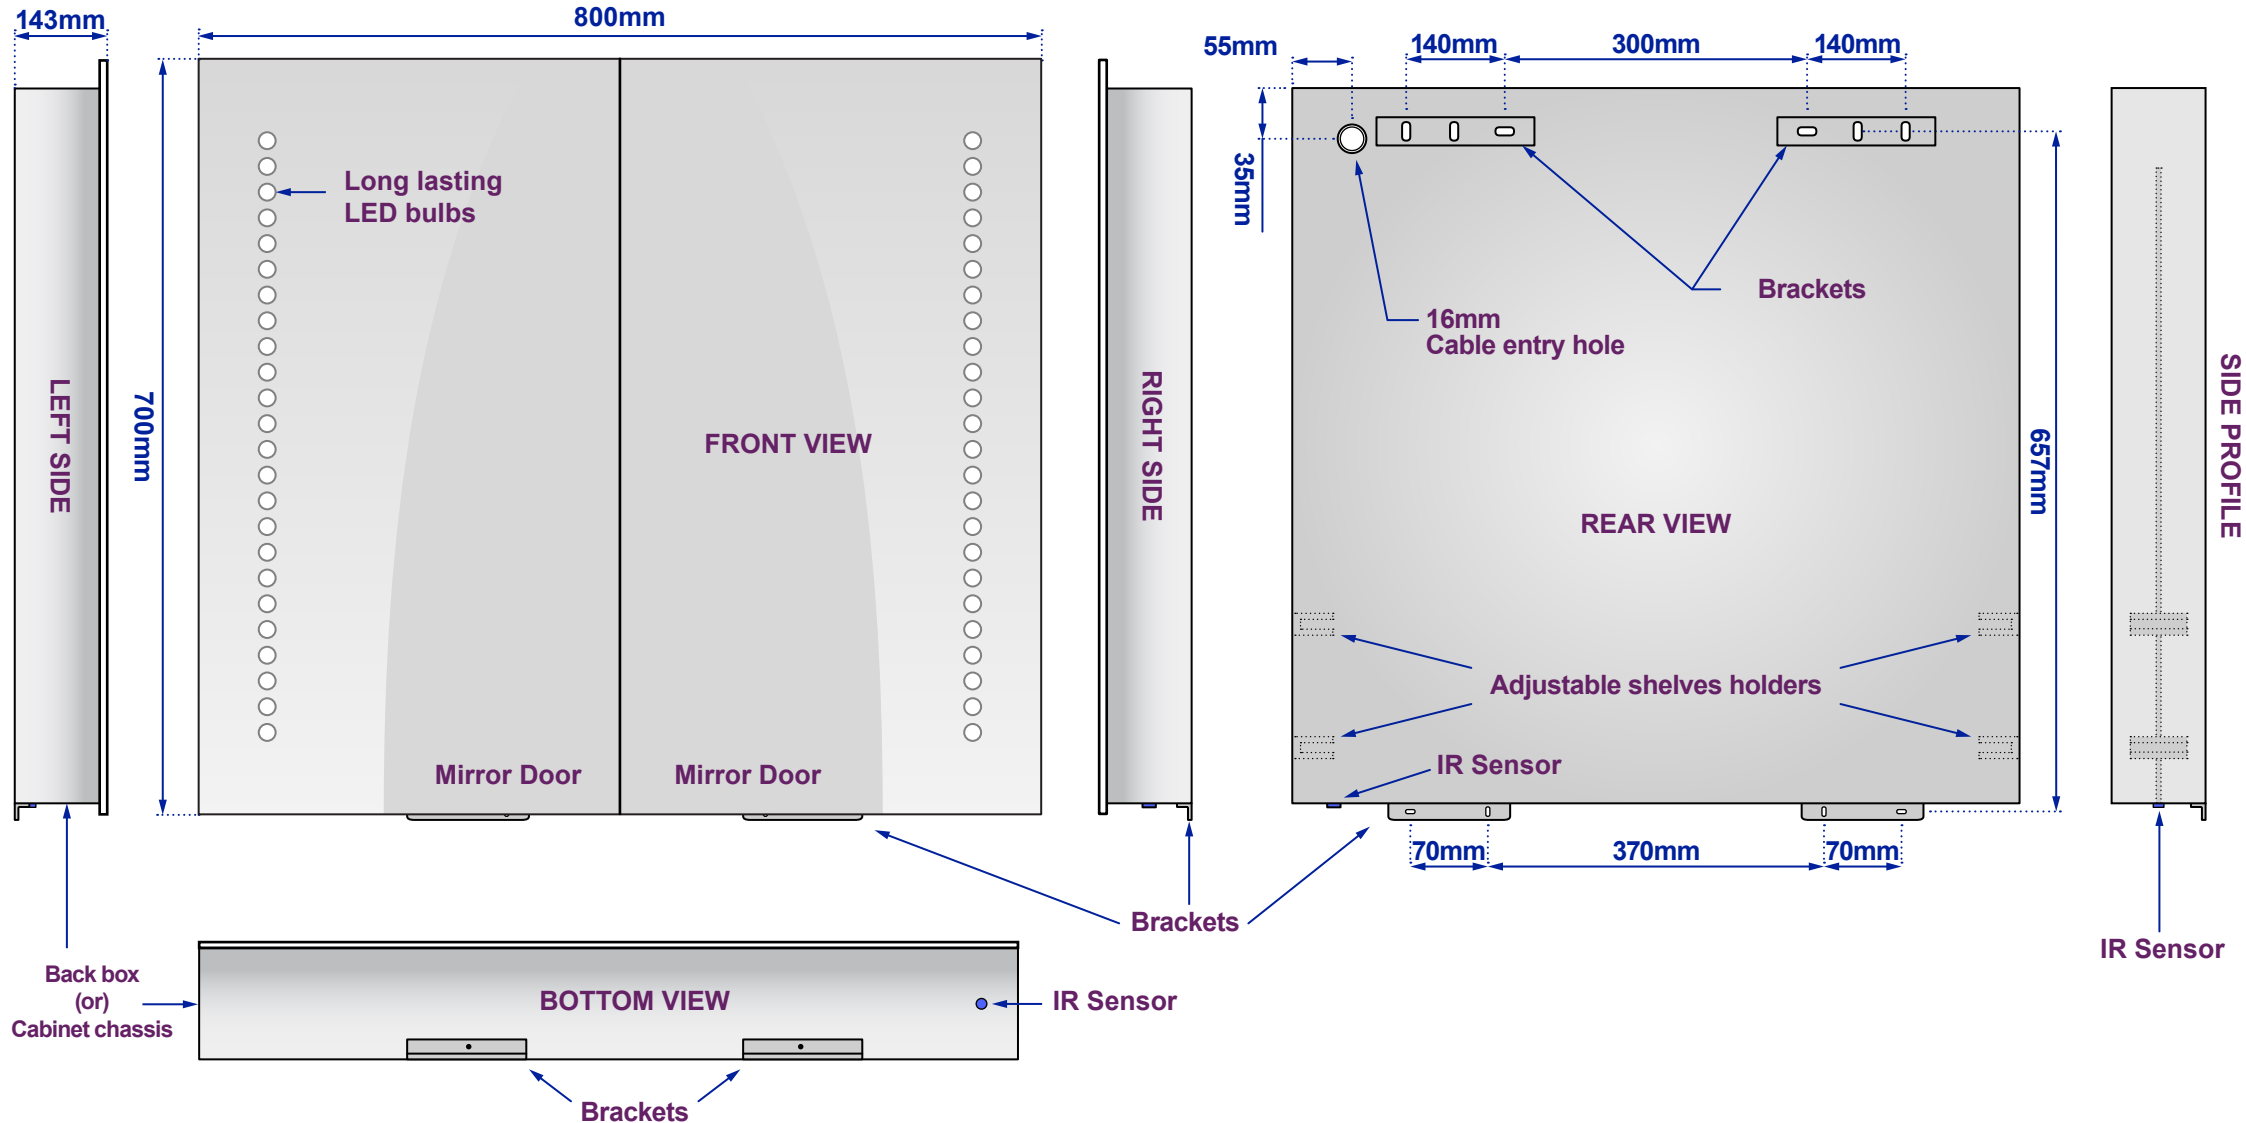 143mm
800mm
55mm
140mm
300mm
140mm
35mm
Long lasting
LED bulbs
Brackets
16mm
Cable entry hole
LEFT SIDE
700mm
FRONT VIEW
RIGHT SIDE
REAR VIEW
657mm
SIDE PROFILE
Adjustable shelves holders
Mirror Door
Mirror Door
IR Sensor
70mm
370mm
70mm
Brackets
IR Sensor
Back box
(or)
Cabinet chassis
BOTTOM VIEW
IR Sensor
Brackets